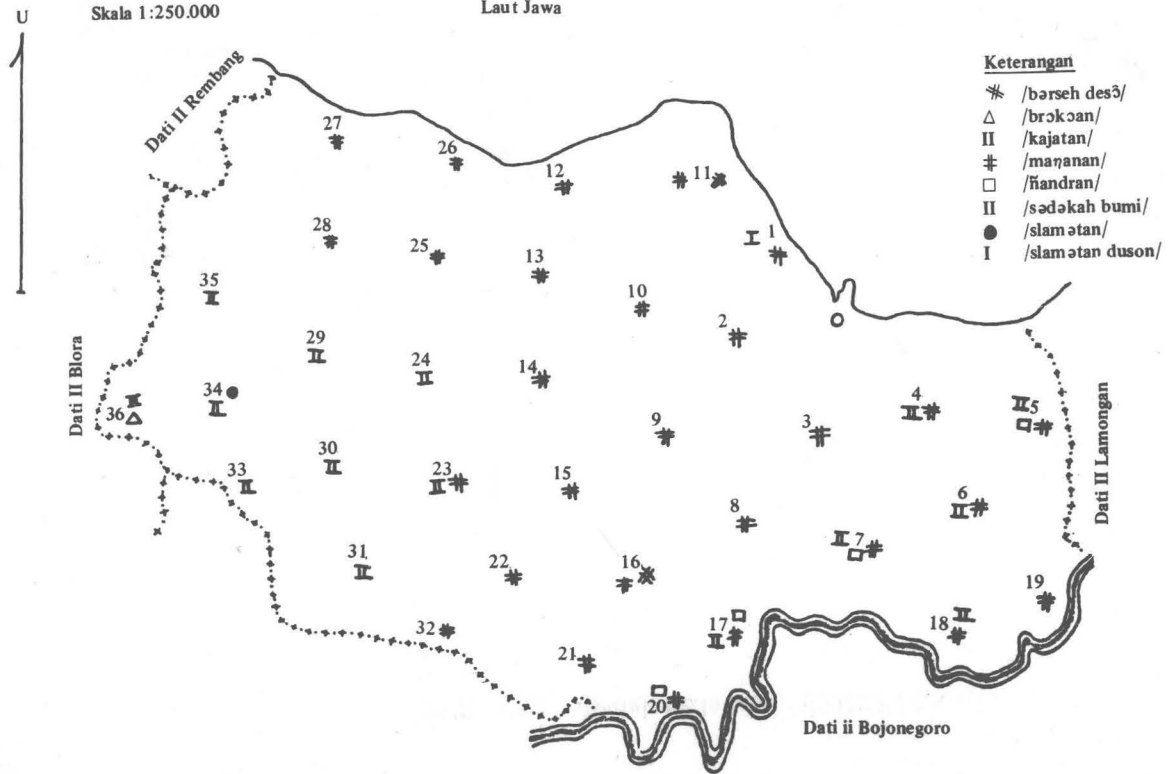 U
Skala 1:250.000
Laut Jawa
Dati II Rembang
Keterangan
/bərseh desɔ̃/
/brɔkɔan/
/kajatan/
/maŋanan/
/ñandran/
/sədəkah bumi/
/slamətan/
/slamətan duson/
27
26
12
11
1
28
25
13
10
2
35
29
24
14
Dati II Blora
36
34
9
3
4
5
Dati II Lamongan
33
30
23
15
8
6
7
31
22
16
19
32
21
17
18
20
Dati ii Bojonegoro